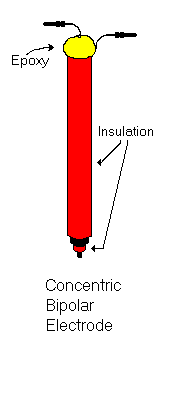 Epoxy
Insulation
Concentric
Bipolar
Electrode